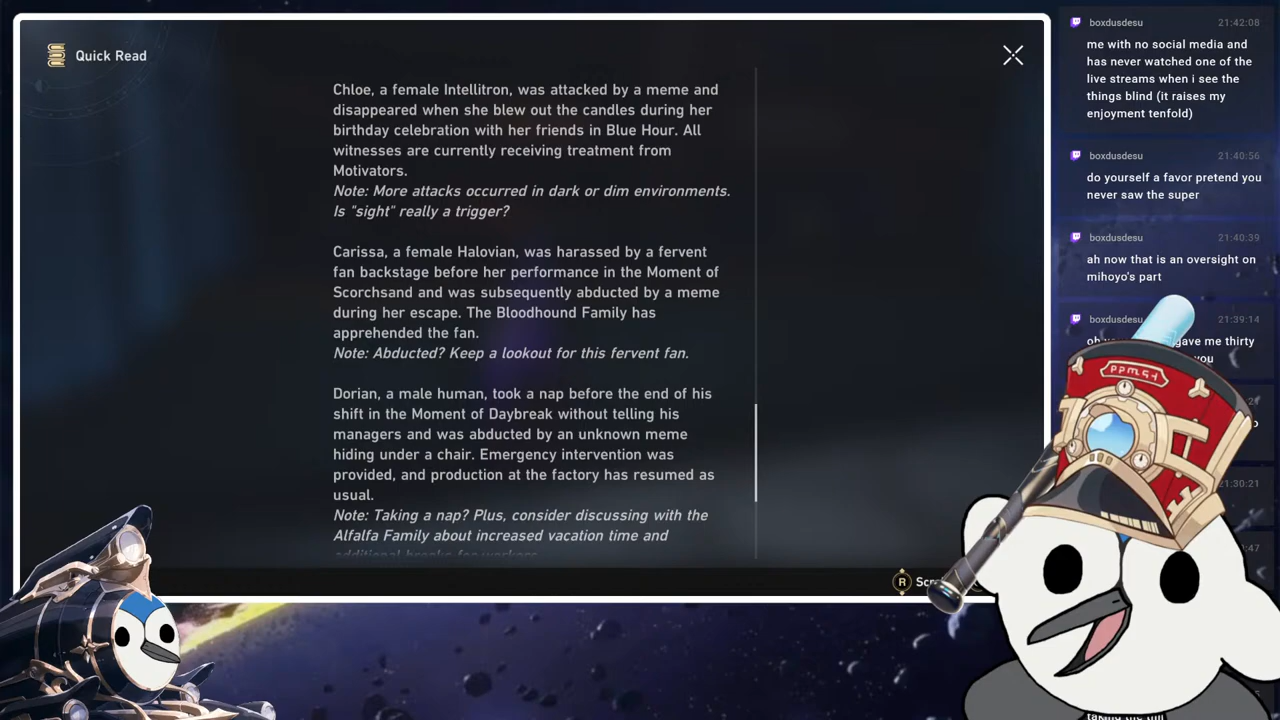 Quick Read
Chloe, a female Intellitron, was attacked by a meme and
disappeared when she blew out the candles during her
birthday celebration with her friends in Blue Hour. All
witnesses are currently receiving treatment from
Motivators.
Note: More attacks occurred in dark or dim environments.
Is "sight" really a trigger?
Carissa, a female Halovian, was harassed by a fervent
fan backstage before her performance in the Moment of
Scorchsand and was subsequently abducted by a meme
during her escape. The Bloodhound Family has
apprehended the fan.
Note: Abducted? Keep a lookout for this fervent fan.
Dorian, a male human, took a nap before the end of his
shift in the Moment of Daybreak without telling his
managers and was abducted by an unknown meme
hiding under a chair. Emergency intervention was
provided, and production at the factory has resumed as
usual.
Note: Taking a nap? Plus, consider discussing with the
Alfalfa Family about increased vacation time and
additional breaks for workers.
R
boxdusdesu 21:42:08
me with no social media and
has never watched one of the
live streams when i see the
things blind (it raises my
enjoyment tenfold)
boxdusdesu 21:40:56
do yourself a favor pretend you
never saw the super
boxdusdesu 21:40:39
ah now that is an oversight on
mihoyo's part
boxdusdesu 21:39:14
gave me thirty
you
21:30:21
:47